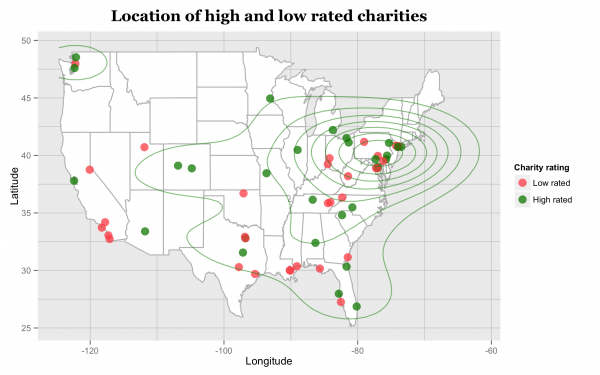 Location of high and low rated charities
50
45
40
35
30
25
Latitude
-120
-100
-80
-60
Longitude
Charity rating
Low rated
High rated